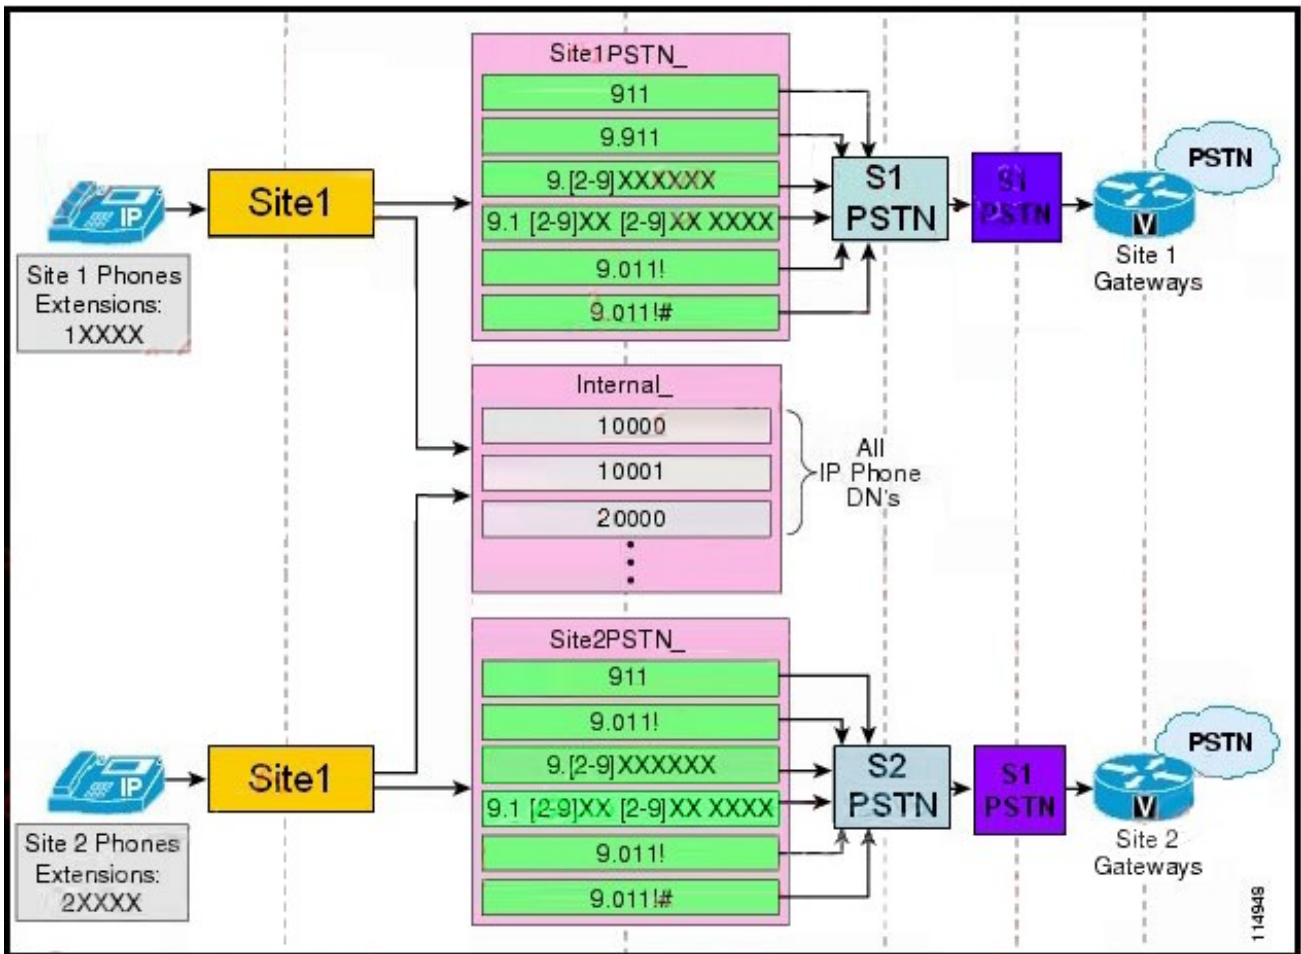 Site1PSTN_
911
9.911
9.[2-9]XXXXXX
9.1 [2-9]XX [2-9]XX XXXX
9.011!
9.011!#
IP
Site1
S1
PSTN
S1
PSTN
V
PSTN
Site 1
Gateways
Site 1 Phones
Extensions:
1XXXX
Internal_
10000
10001
20000
All
IP Phone
DN's
Site2PSTN_
911
9.011!
9.[2-9]XXXXXX
9.1 [2-9]XX [2-9]XX XXXX
9.011!
9.011!#
IP
Site1
S2
PSTN
S1
PSTN
V
PSTN
Site 2
Gateways
Site 2 Phones
Extensions:
2XXXX
114948